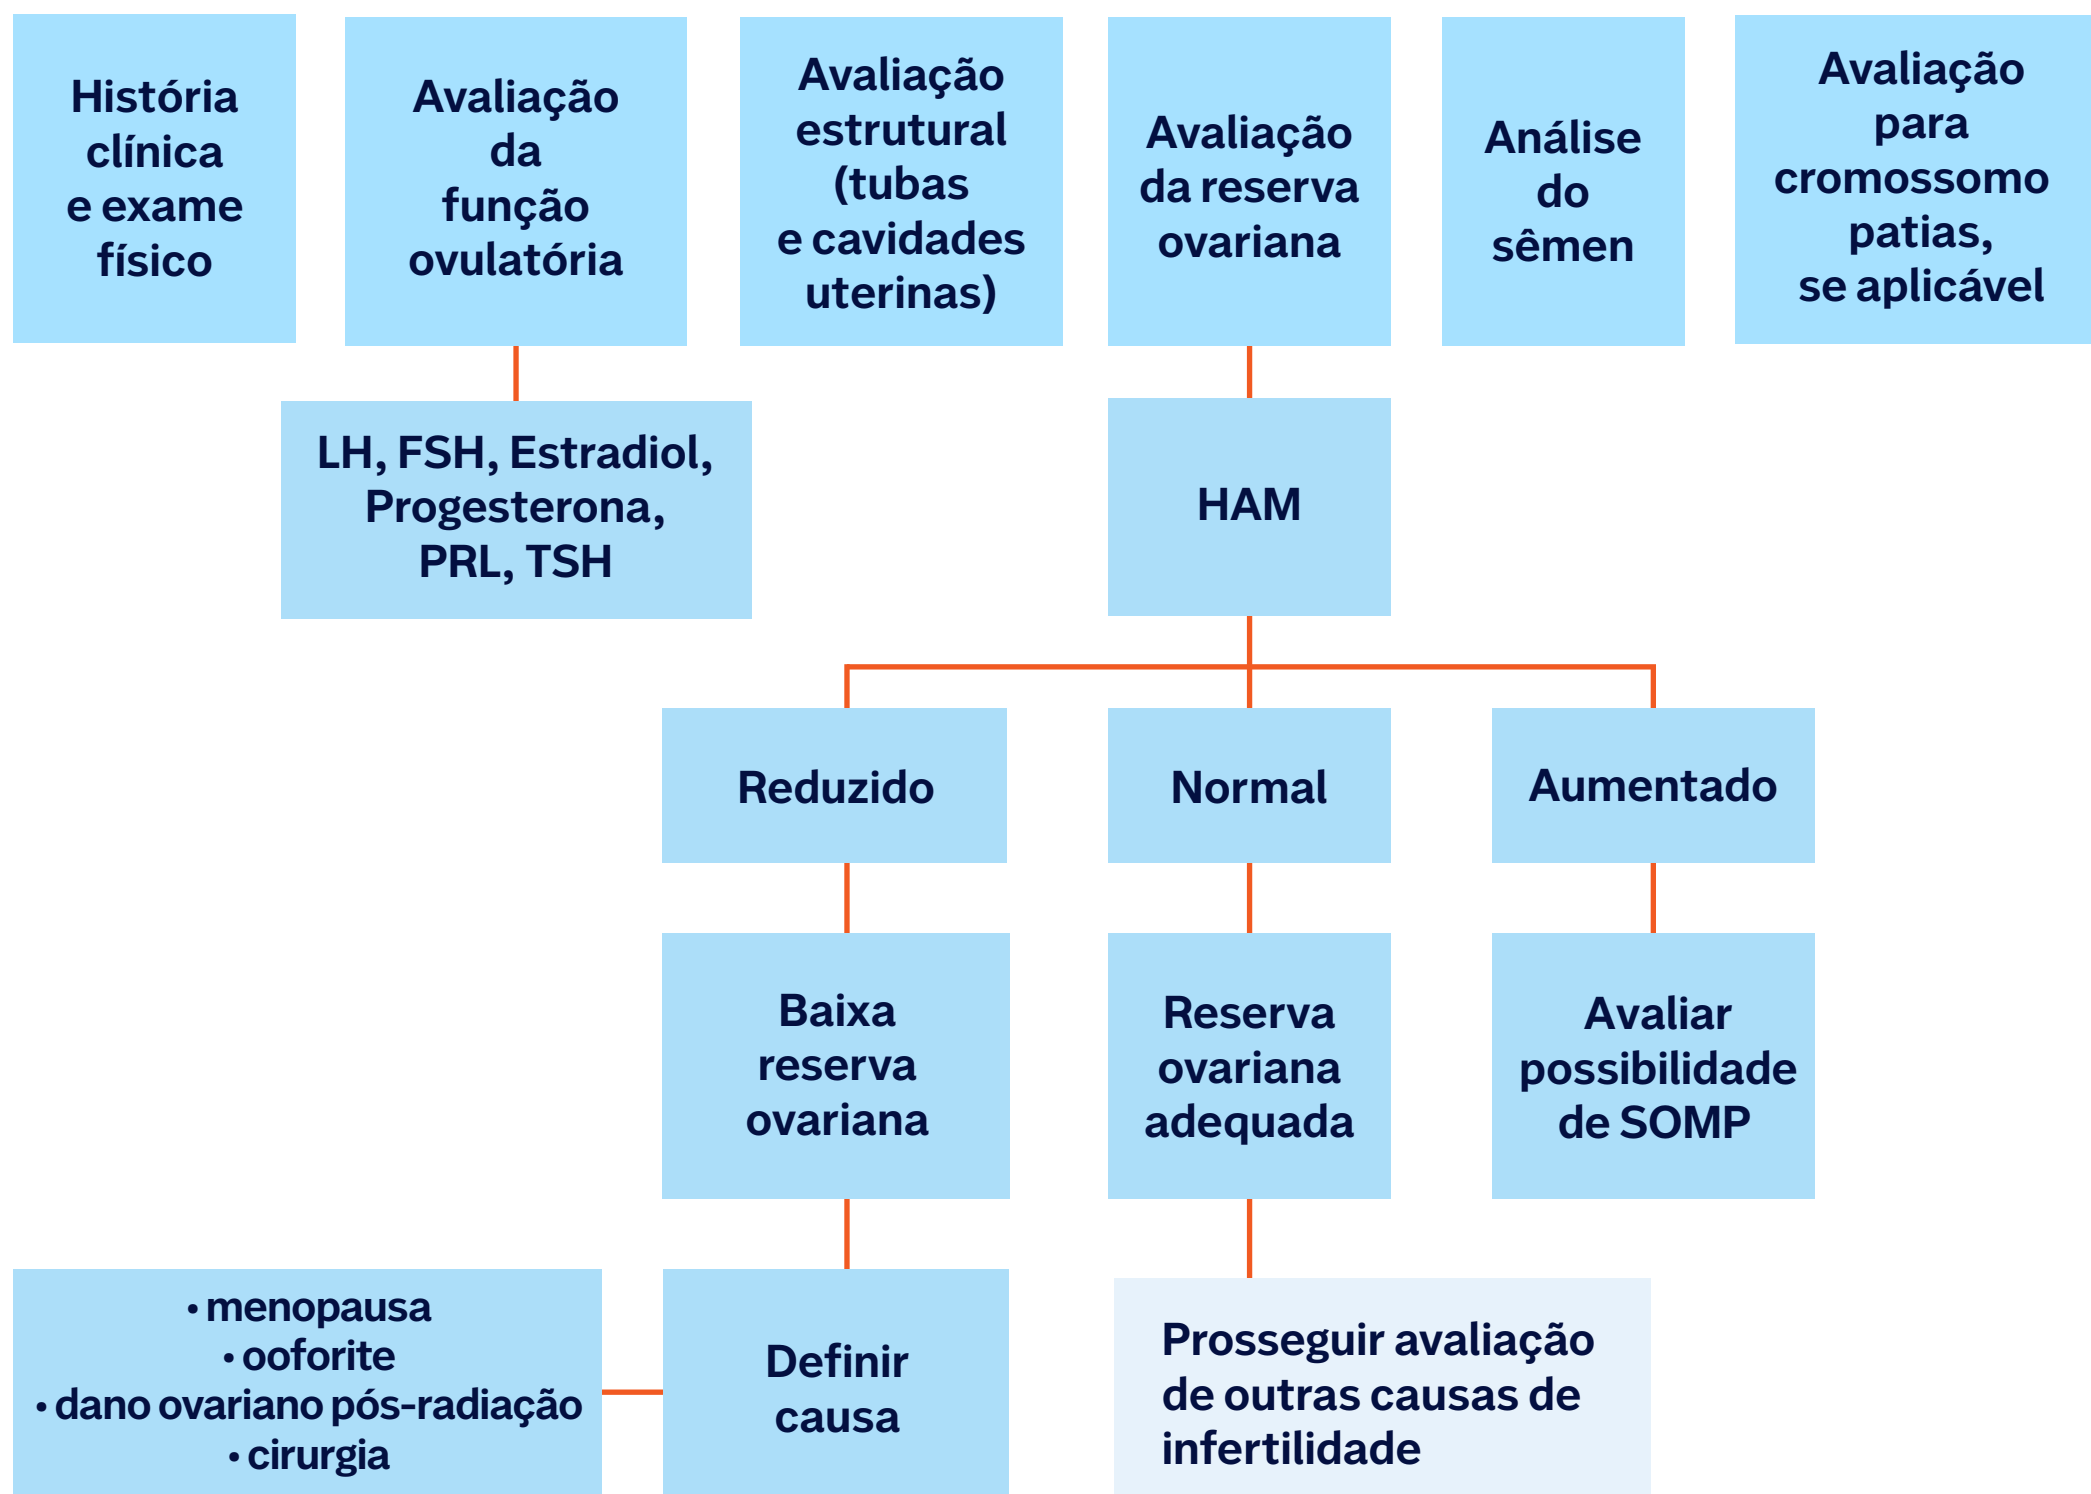 História
clínica
e exame
físico
Avaliação
da
função
ovulatória
Avaliação
estrutural
(tubas
e cavidades
uterinas)
Avaliação
da reserva
ovariana
Análise
do
sêmen
Avaliação
para
cromossomo
patias,
se aplicável
LH, FSH, Estradiol,
Progesterona,
PRL, TSH
HAM
Reduzido
Normal
Aumentado
Baixa
reserva
ovariana
Reserva
ovariana
adequada
Avaliar
possibilidade
de SOMP
• menopausa
• ooforite
• dano ovariano pós-radiação
• cirurgia
Definir
causa
Prosseguir avaliação
de outras causas de
infertilidade